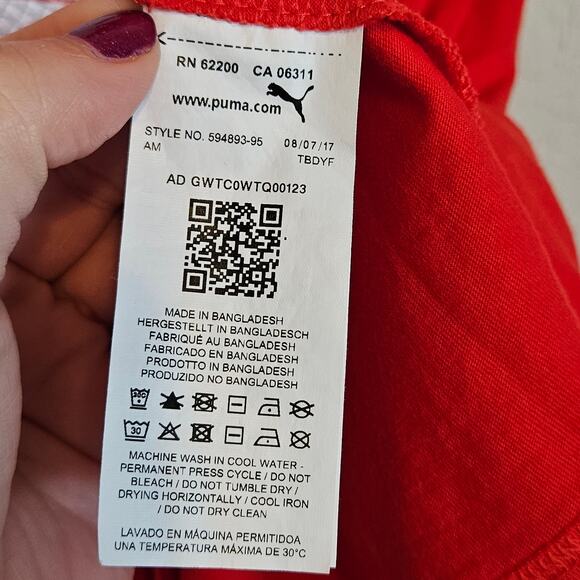 RN 62200 CA 06311
www.puma.com
STYLE NO. 594893-95 08/07/17
AM TBDYF
AD GWTC0WTQ00123
MADE IN BANGLADESH
HERGESTELLT IN BANGLADESCH
FABRIQUÉ AU BANGLADESH
FABRICADO EN BANGLADESH
PRODOTTO IN BANGLADESH
PRODUZIDO NO BANGLADESH
30
MACHINE WASH IN COOL WATER -
PERMANENT PRESS CYCLE / DO NOT
BLEACH / DO NOT TUMBLE DRY /
DRYING HORIZONTALLY / COOL IRON
/ DO NOT DRY CLEAN
LAVADO EN MÁQUINA PERMITIDOA
UNA TEMPERATURA MÁXIMA DE 30°C